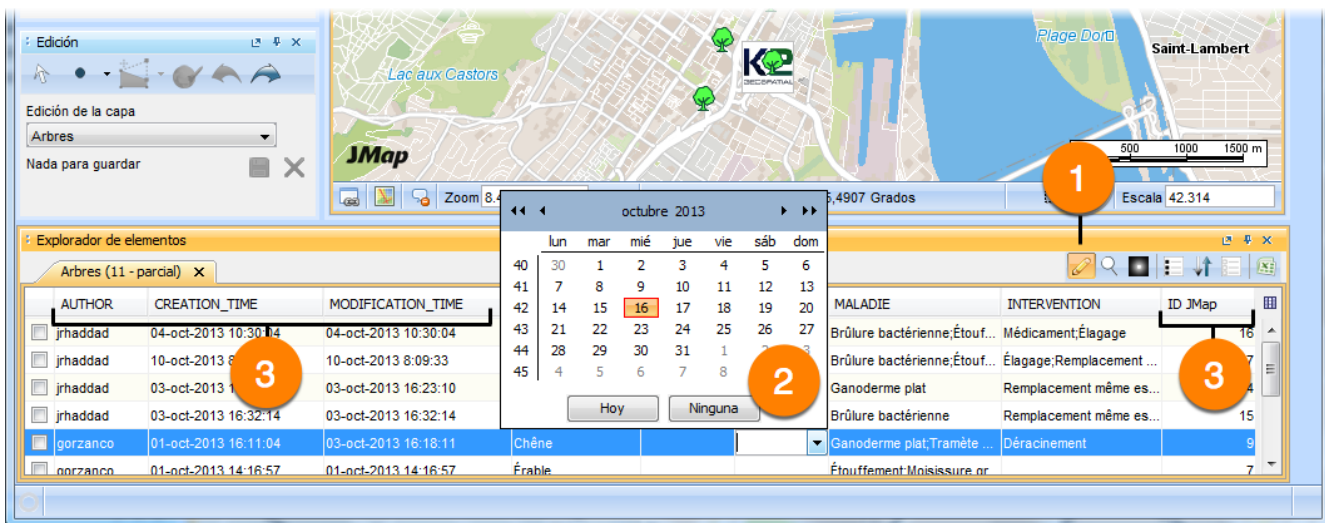 Edición
Edición de la capa
Arbres
Nada para guardar
Lac aux Castors
K2
GEOSPATIAL
Plage Doré
Saint-Lambert
JMap
500 1000 1500 m
1
Zoom 8.4
5,4907 Grados
Escala 42.314
Explorador de elementos
Arbres (11 - parcial)
octubre 2013
lun mar mié jue vie sáb dom
40 30 1 2 3 4 5 6
41 7 8 9 10 11 12 13
42 14 15 16 17 18 19 20
43 21 22 23 24 25 26 27
44 28 29 30 31 1 2 3
45 4 5 6 7 8
Hoy Ninguna
2
AUTHOR CREATION_TIME MODIFICATION_TIME MALADIE INTERVENTION ID JMap
jrhaddad 04-oct-2013 10:30:04 04-oct-2013 10:30:04 Brûlure bactérienne;Étouf... Médicament;Élagage 16
jrhaddad 10-oct-2013 8 10-oct-2013 8:09:33 Brûlure bactérienne;Étouf... Élagage;Remplacement ... 7
3 3
jrhaddad 03-oct-2013 1 03-oct-2013 16:23:10 Ganoderme plat Remplacement même es... 4
jrhaddad 03-oct-2013 16:32:14 03-oct-2013 16:32:14 Brûlure bactérienne Remplacement même es... 15
gorzanco 01-oct-2013 16:11:04 03-oct-2013 16:18:11 Chêne Ganoderme plat;Tramète ... Déracinement 9
gorzanco 01-oct-2013 14:16:57 01-oct-2013 14:16:57 Érable Étouffement;Moisissure gr 7